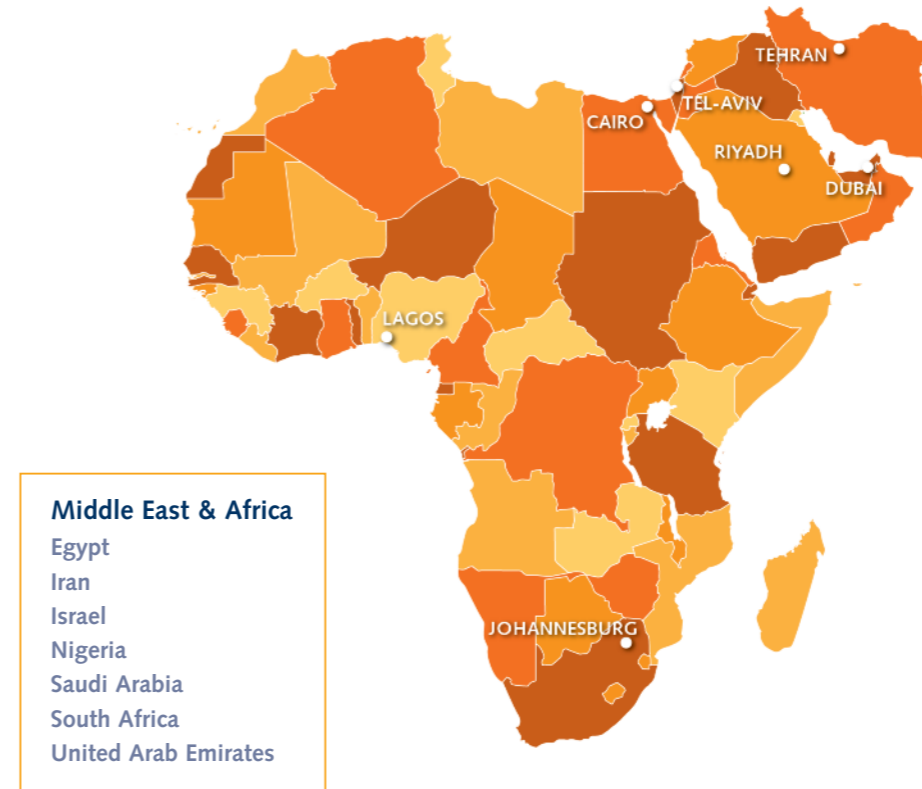 TEHRAN
TEL-AVIV
CAIRO
RIYADH
DUBAI
LAGOS
JOHANNESBURG
Middle East & Africa
Egypt
Iran
Israel
Nigeria
Saudi Arabia
South Africa
United Arab Emirates